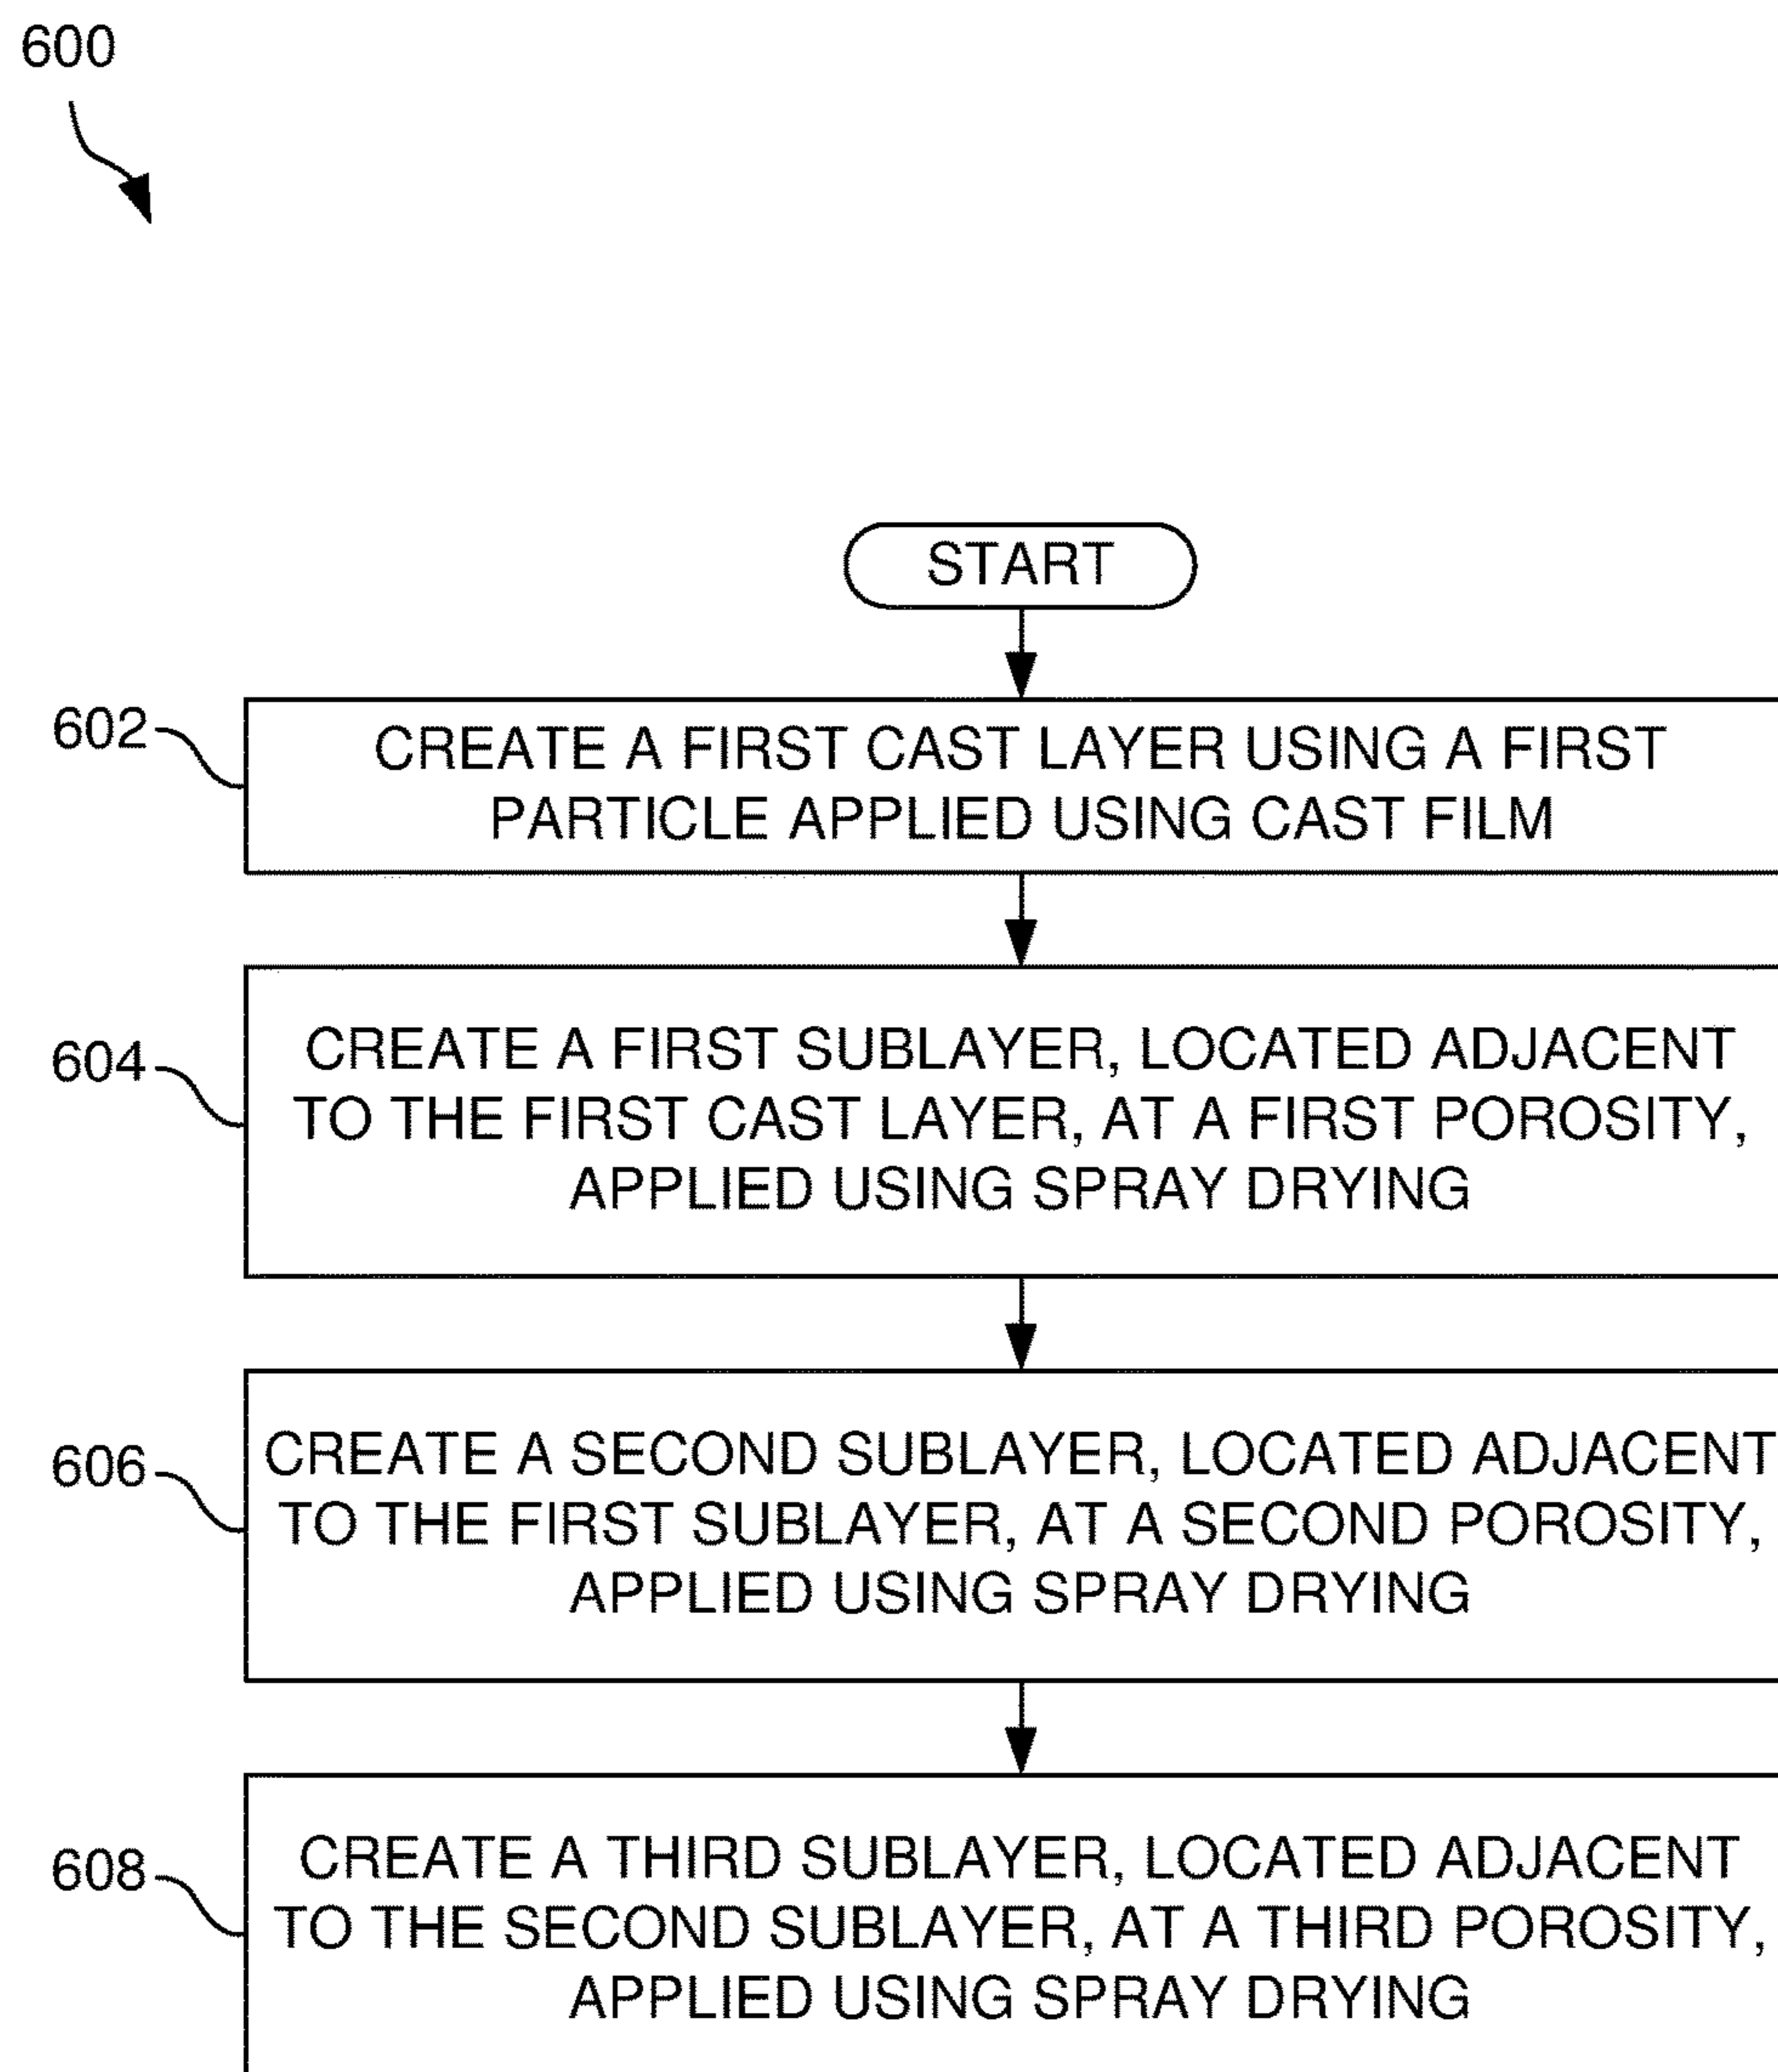 600
START
602
CREATE A FIRST CAST LAYER USING A FIRST
PARTICLE APPLIED USING CAST FILM
604
CREATE A FIRST SUBLAYER, LOCATED ADJACENT
TO THE FIRST CAST LAYER, AT A FIRST POROSITY,
APPLIED USING SPRAY DRYING
606
CREATE A SECOND SUBLAYER, LOCATED ADJACENT
TO THE FIRST SUBLAYER, AT A SECOND POROSITY,
APPLIED USING SPRAY DRYING
608
CREATE A THIRD SUBLAYER, LOCATED ADJACENT
TO THE SECOND SUBLAYER, AT A THIRD POROSITY,
APPLIED USING SPRAY DRYING